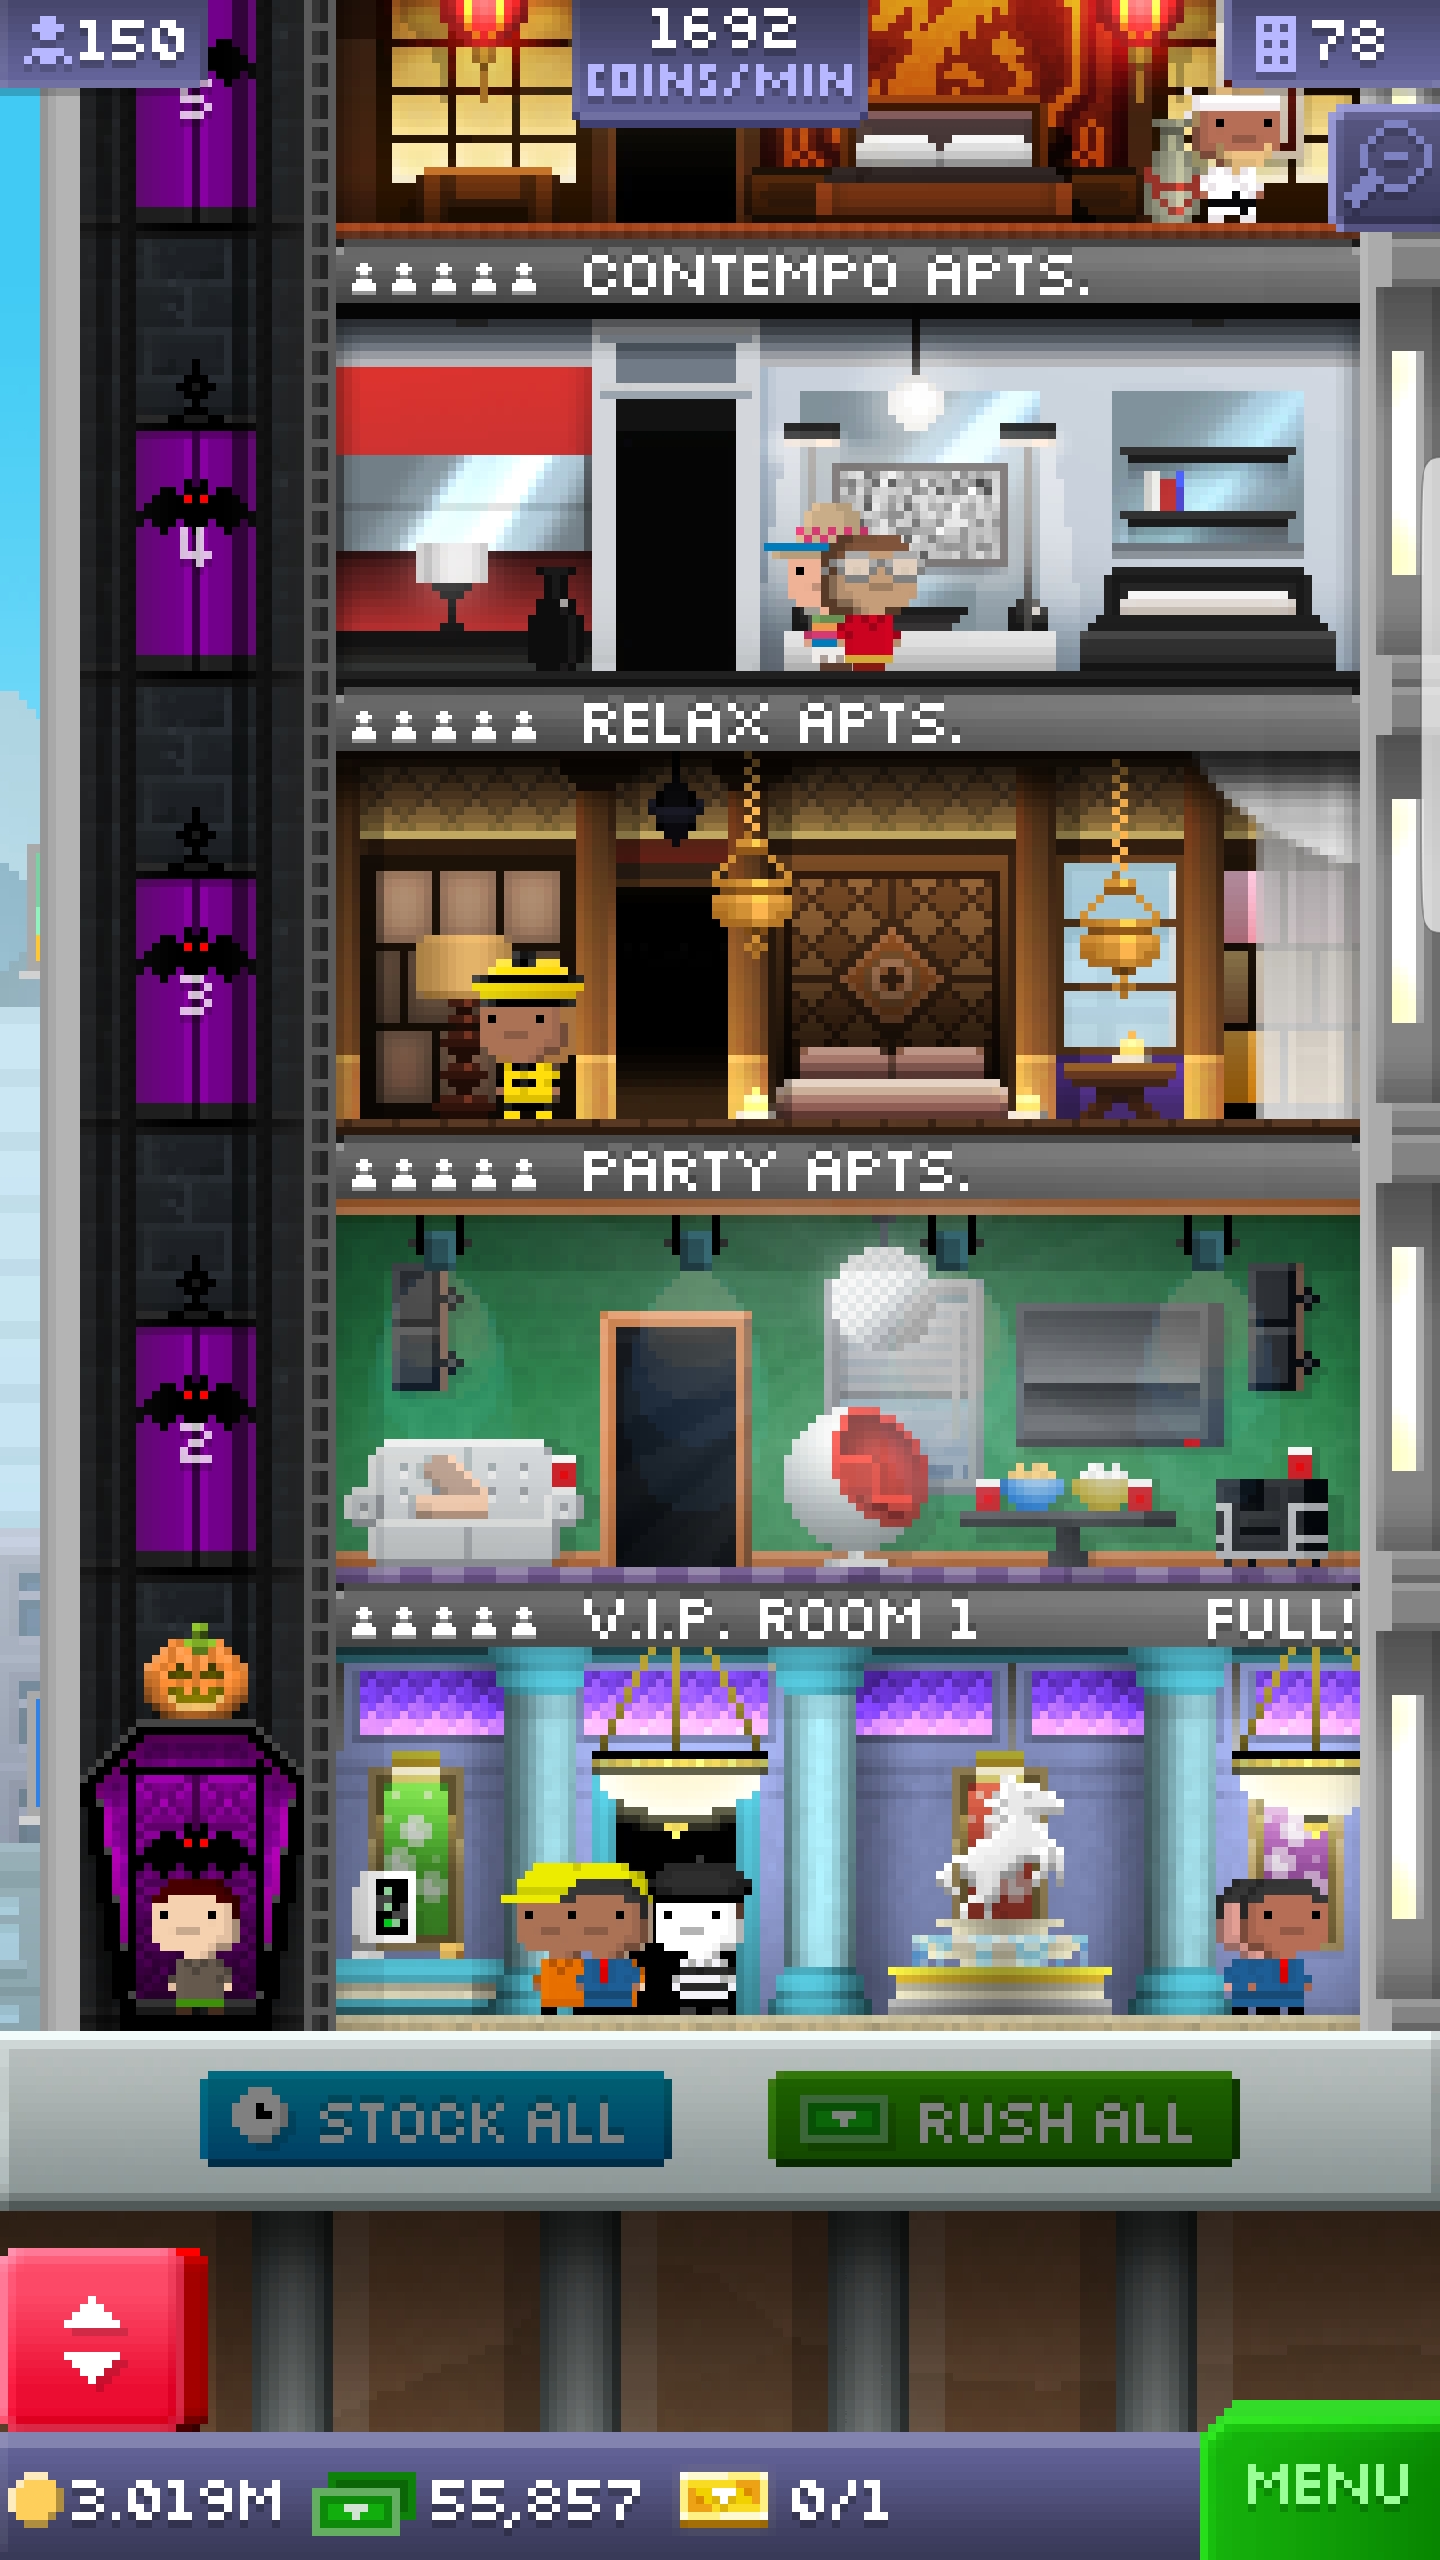 150
1692
COINS/MIN
78
5
CONTEMPO APTS.
4
RELAX APTS.
3
PARTY APTS.
2
V.I.P. ROOM 1 FULL!
STOCK ALL
RUSH ALL
3.019M 55,857 0/1
MENU